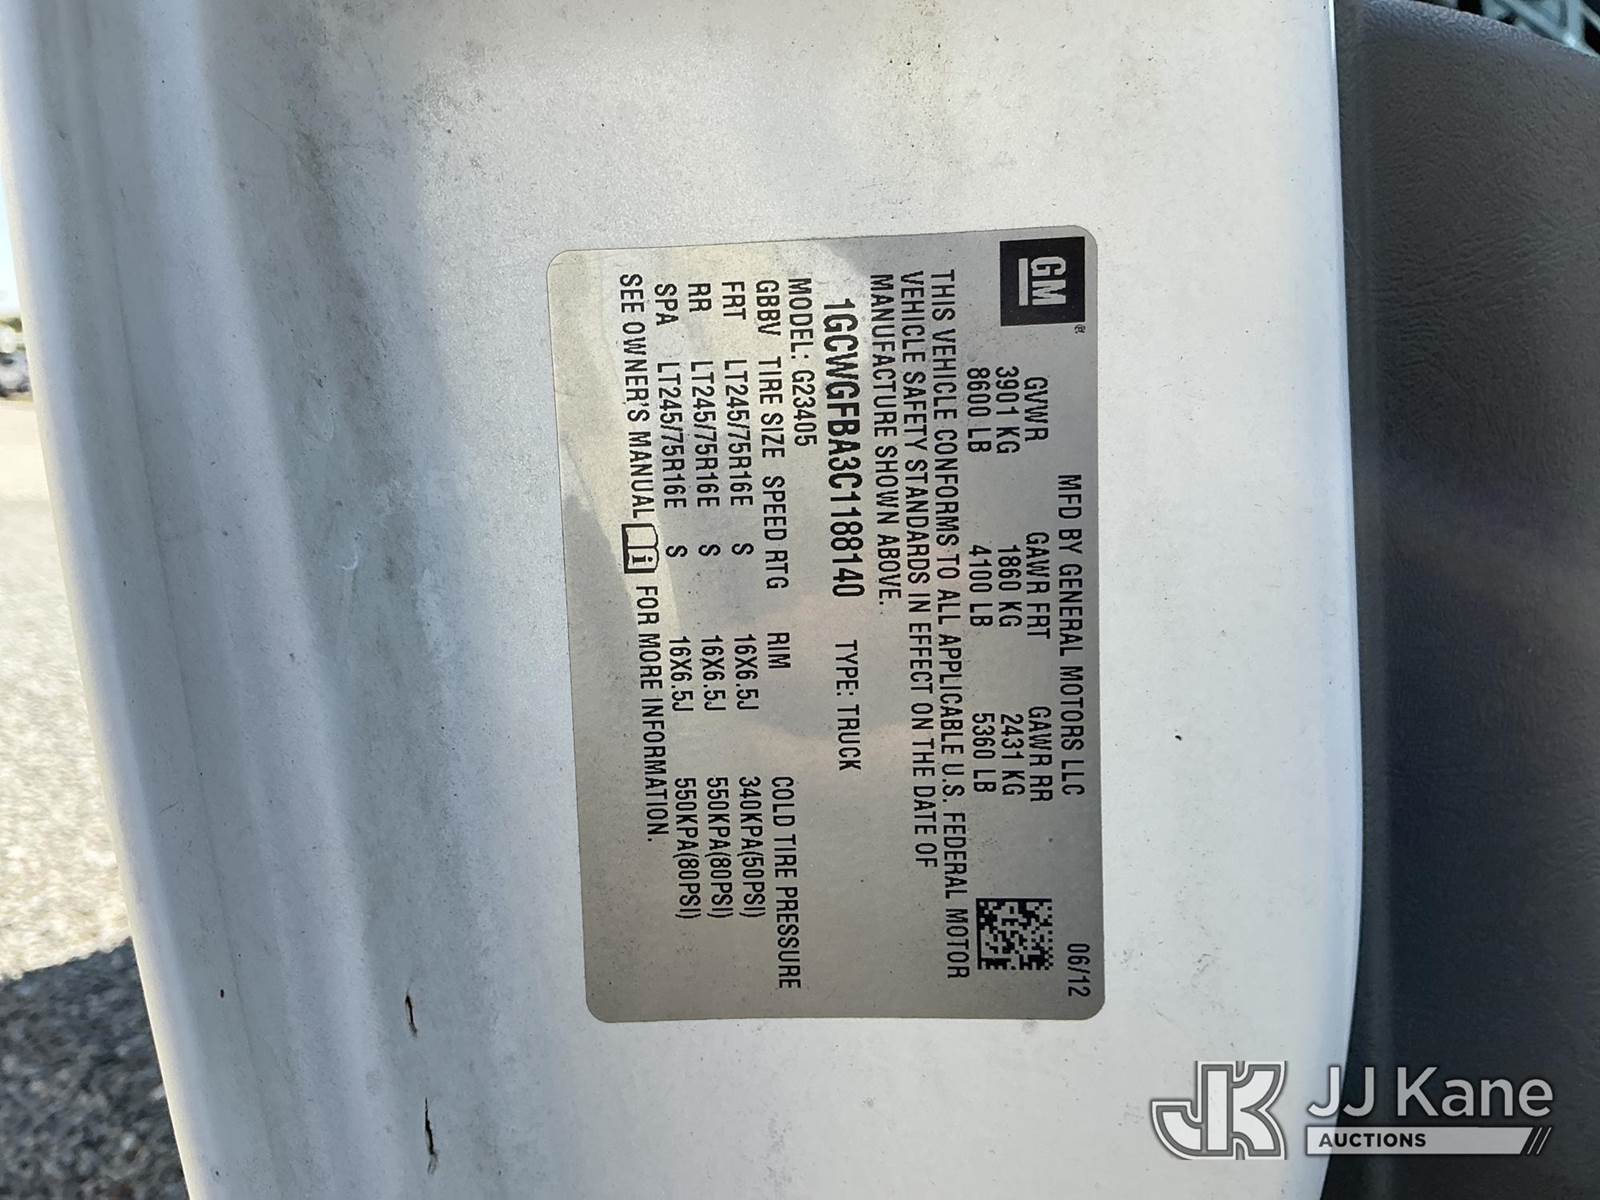 MFD BY GENERAL MOTORS LLC 06/12
GM®
GVWR GAWR FRT GAWR RR
3901 KG 1860 KG 2431 KG
8600 LB 4100 LB 5360 LB
THIS VEHICLE CONFORMS TO ALL APPLICABLE U.S. FEDERAL MOTOR
VEHICLE SAFETY STANDARDS IN EFFECT ON THE DATE OF
MANUFACTURE SHOWN ABOVE.
1GCWGFBA3C1188140 TYPE: TRUCK
MODEL: G23405
GBBV TIRE SIZE SPEED RTG RIM COLD TIRE PRESSURE
FRT LT245/75R16E S 16X6.5J 340KPA(50PSI)
RR LT245/75R16E S 16X6.5J 550KPA(80PSI)
SPA LT245/75R16E S 16X6.5J 550KPA(80PSI)
SEE OWNER'S MANUAL i FOR MORE INFORMATION.
JK JJ Kane
AUCTIONS